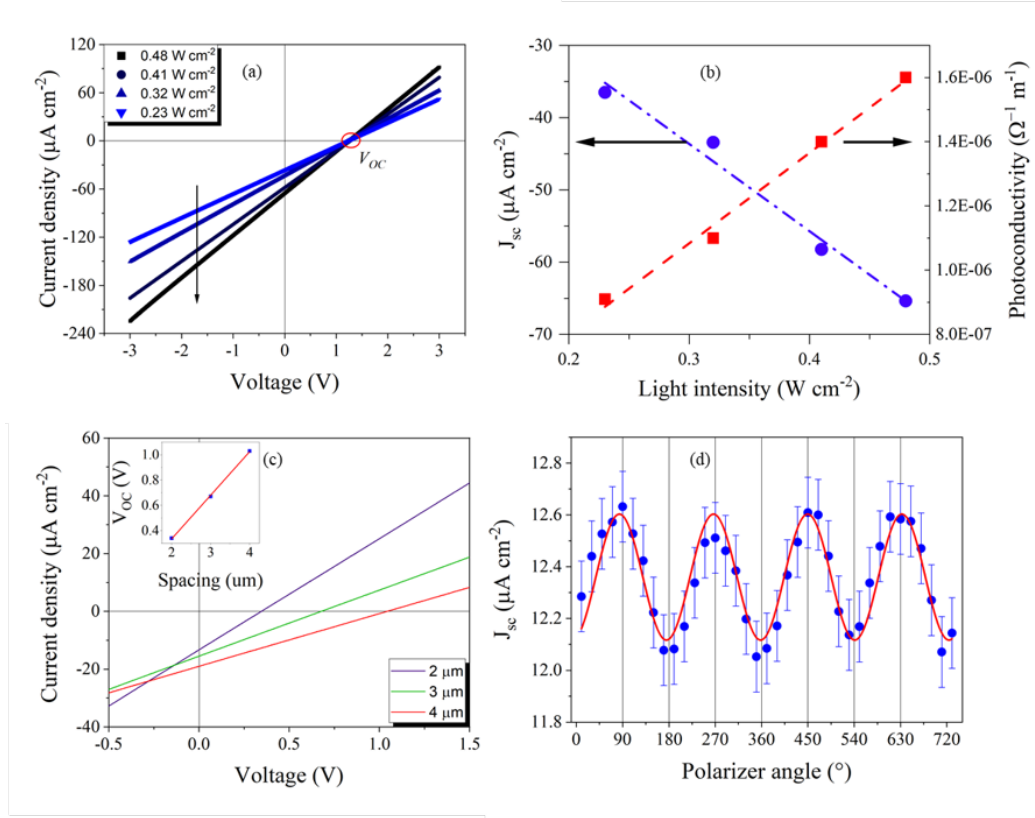 120
60
0
-60
-120
-180
-240
Current density (μA cm-2)
0.48 W cm-2
0.41 W cm-2
0.32 W cm-2
0.23 W cm-2
(a)
VOC
-3
-2
-1
0
1
2
3
Voltage (V)
-30
-40
-50
-60
-70
Jsc (μA cm-2)
(b)
1.6E-06
1.4E-06
1.2E-06
1.0E-06
8.0E-07
Photoconductivity (Ω−1 m-1)
0.2
0.3
0.4
0.5
Light intensity (W cm-2)
60
40
20
0
-20
-40
Current density (μA cm-2)
1.0
0.8
0.6
0.4
VOC (V)
2
3
4
Spacing (um)
(c)
2 μm
3 μm
4 μm
-0.5
0.0
0.5
1.0
1.5
Voltage (V)
12.8
12.6
12.4
12.2
12.0
11.8
Jsc (μA cm-2)
(d)
0
90
180
270
360
450
540
630
720
Polarizer angle (°)